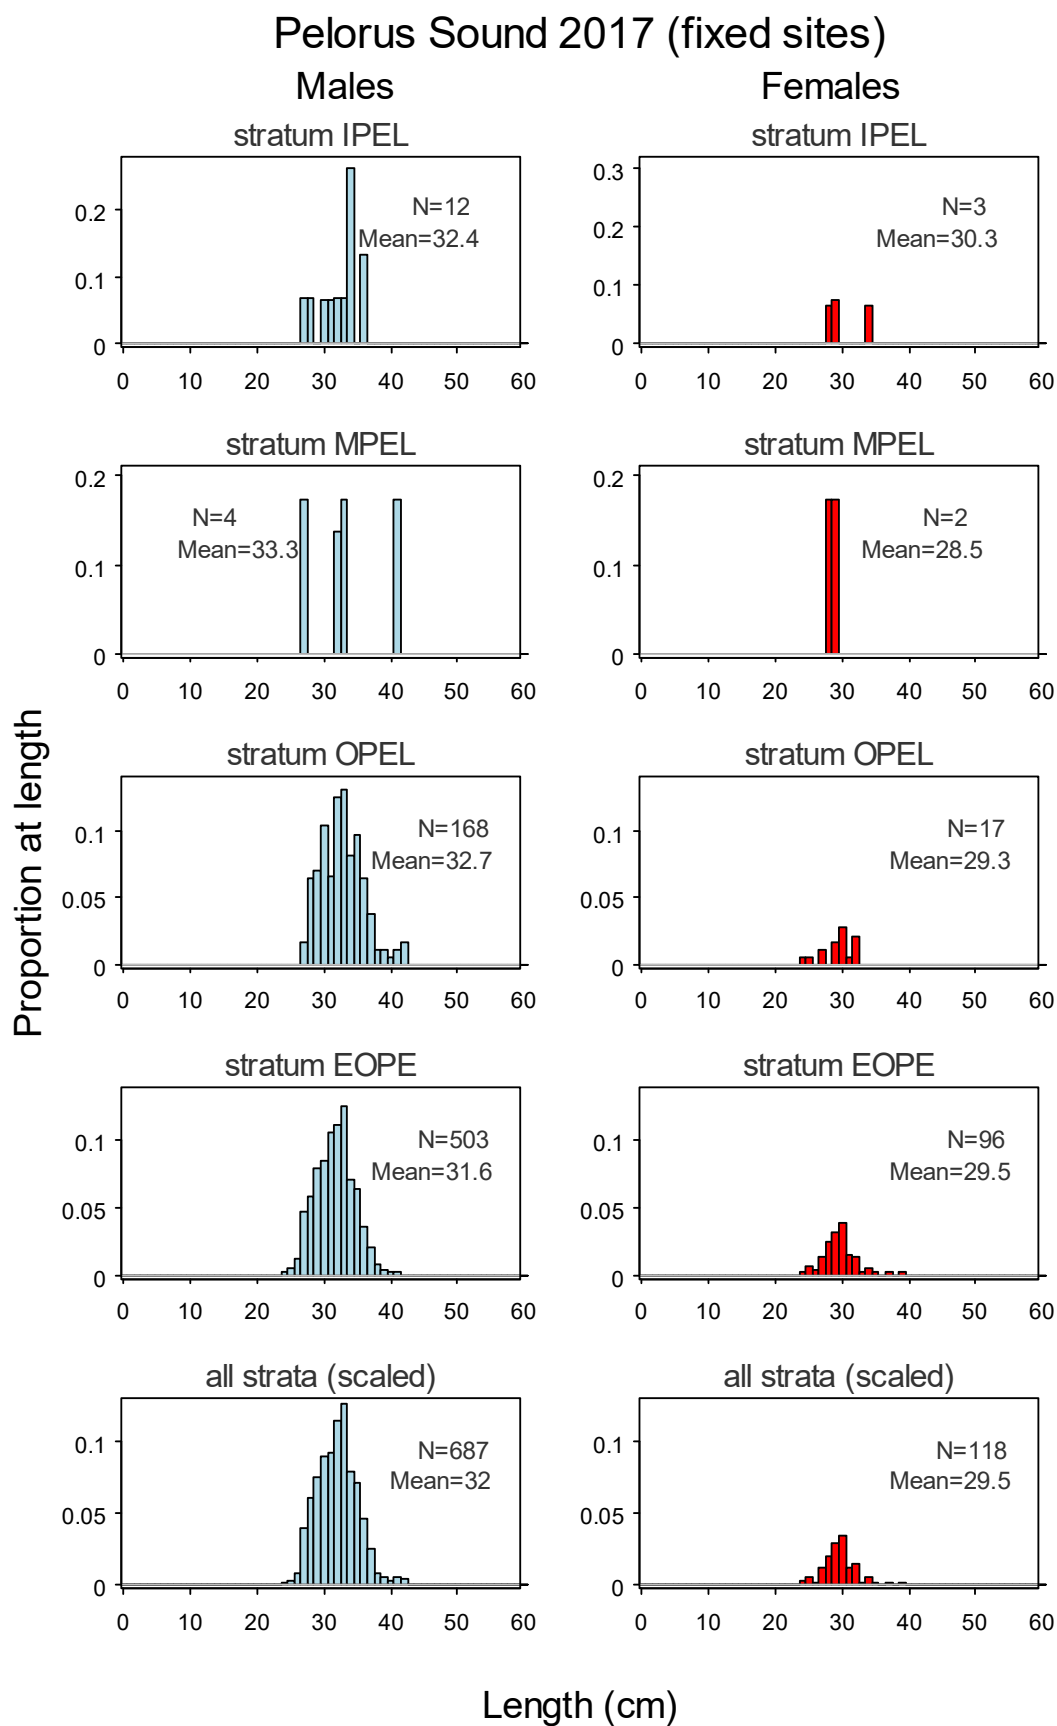 Pelorus Sound 2017 (fixed sites)
Males Females
stratum IPEL stratum IPEL
N=12
Mean=32.4
0.2
0.1
0
0 10 20 30 40 50 60
N=3
Mean=30.3
0.3
0.2
0.1
0
0 10 20 30 40 50 60
stratum MPEL stratum MPEL
N=4
Mean=33.3
0.2
0.1
0
0 10 20 30 40 50 60
N=2
Mean=28.5
0.2
0.1
0
0 10 20 30 40 50 60
Proportion at length
stratum OPEL stratum OPEL
N=168
Mean=32.7
0.1
0.05
0
0 10 20 30 40 50 60
N=17
Mean=29.3
0.1
0.05
0
0 10 20 30 40 50 60
stratum EOPE stratum EOPE
N=503
Mean=31.6
0.1
0.05
0
0 10 20 30 40 50 60
N=96
Mean=29.5
0.1
0.05
0
0 10 20 30 40 50 60
all strata (scaled) all strata (scaled)
N=687
Mean=32
0.1
0.05
0
0 10 20 30 40 50 60
N=118
Mean=29.5
0.1
0.05
0
0 10 20 30 40 50 60
Length (cm)